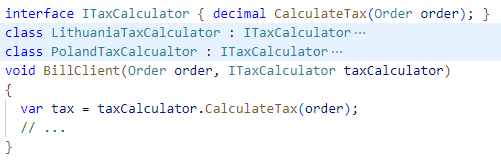 interface ITaxCalculator { decimal CalculateTax(Order order); }
class LithuaniaTaxCalculator : ITaxCalculator···
class PolandTaxCalcualtor : ITaxCalculator···
void BillClient(Order order, ITaxCalculator taxCalculator)
{
  var tax = taxCalculator.CalculateTax(order);
  // ...
}